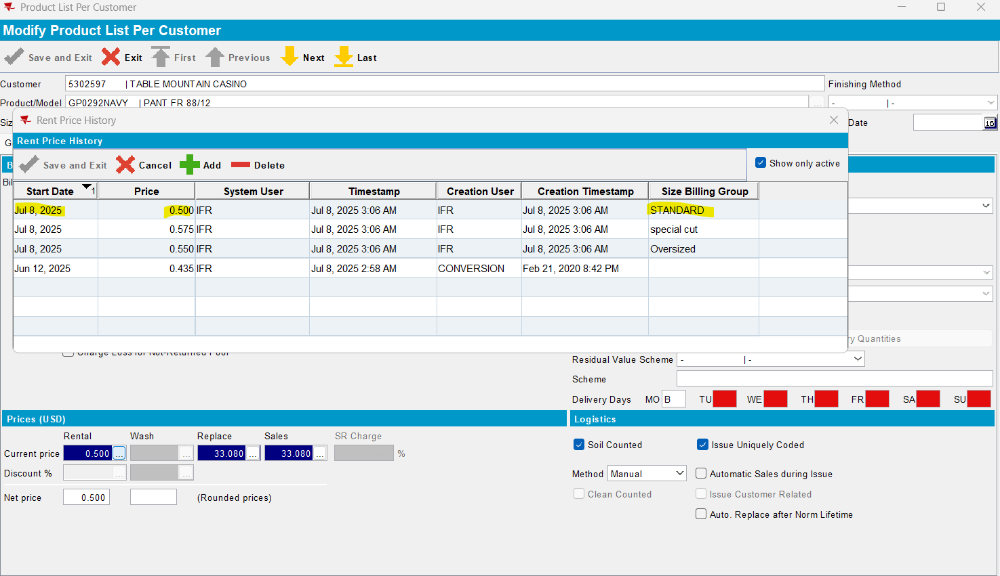 Product List Per Customer
Modify Product List Per Customer
Save and Exit Exit First Previous Next Last
Customer 5302597 | TABLE MOUNTAIN CASINO Finishing Method
Product/Model GP0292NAVY | PANT FR 88/12 ... - | -
Rent Price History
Date 16
Rent Price History
Save and Exit Cancel Add Delete Show only active
Start Date 1 Price System User Timestamp Creation User Creation Timestamp Size Billing Group
Jul 8, 2025 0.500 IFR Jul 8, 2025 3:06 AM IFR Jul 8, 2025 3:06 AM STANDARD
Jul 8, 2025 0.575 IFR Jul 8, 2025 3:06 AM IFR Jul 8, 2025 3:06 AM special cut
Jul 8, 2025 0.550 IFR Jul 8, 2025 3:06 AM IFR Jul 8, 2025 3:06 AM Oversized
Jun 12, 2025 0.435 IFR Jul 8, 2025 2:58 AM CONVERSION Feb 21, 2020 8:42 PM
Quantities
Residual Value Scheme - | -
Scheme
Delivery Days MO B TU WE TH FR SA SU
Prices (USD)
Rental Wash Replace Sales SR Charge
Current price 0.500 ... ... 33.080 ... 33.080 ... %
Discount % ... ...
Net price 0.500 (Rounded prices)
Logistics
Soil Counted Issue Uniquely Coded
Method Manual Automatic Sales during Issue
Clean Counted Issue Customer Related
Auto. Replace after Norm Lifetime